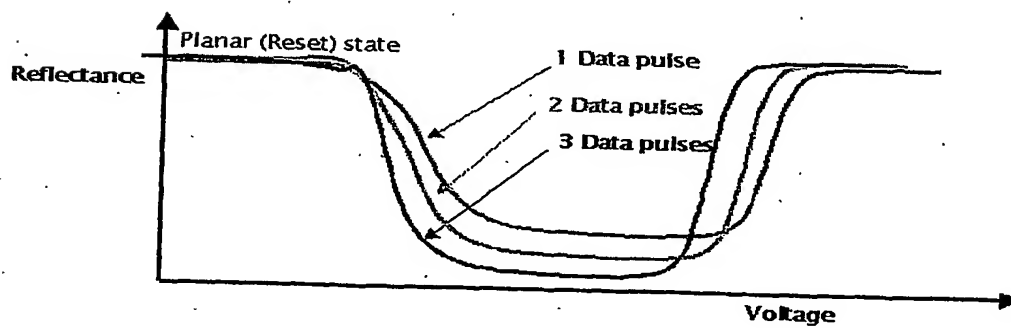 Planar (Reset) state
Reflectance
1 Data pulse
2 Data pulses
3 Data pulses
Voltage